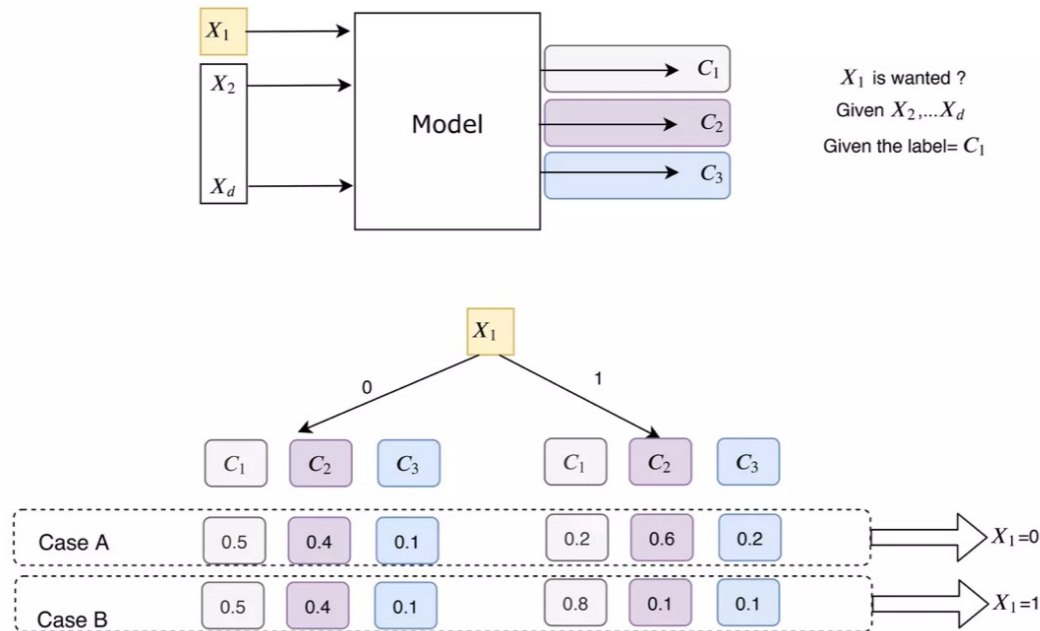 X₁
X₂
X_d
Model
C₁
C₂
C₃
X₁ is wanted ?
Given X₂,...X_d
Given the label= C₁
X₁
0
1
C₁ C₂ C₃ C₁ C₂ C₃
Case A 0.5 0.4 0.1 0.2 0.6 0.2 X₁=0
Case B 0.5 0.4 0.1 0.8 0.1 0.1 X₁=1